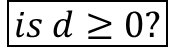 is d ≥ 0?